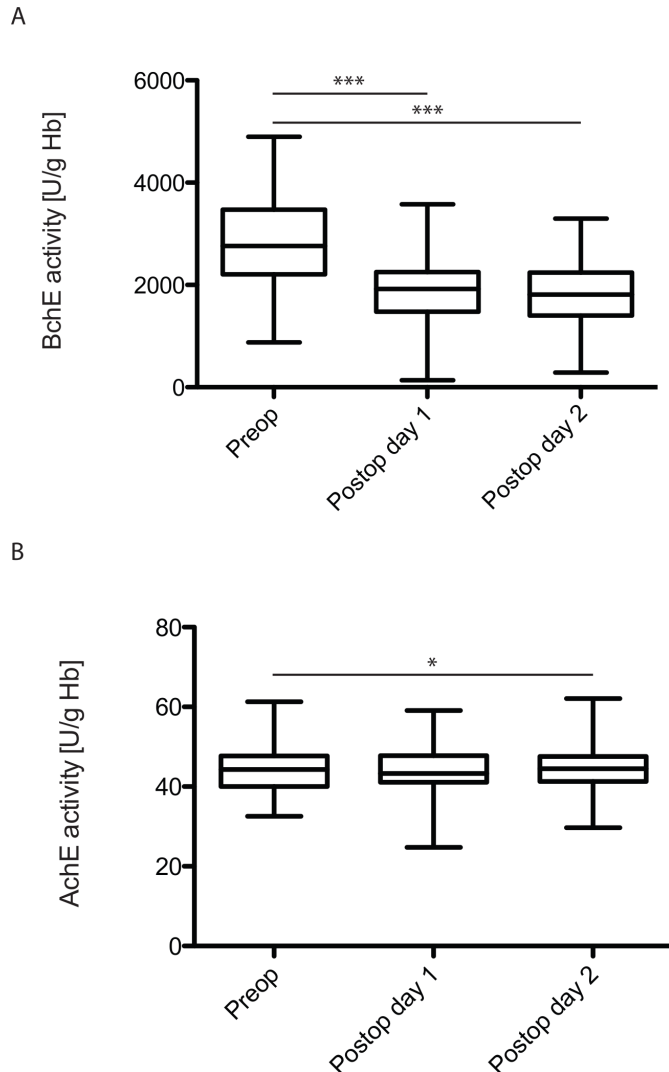 A
6000
4000
2000
0
BchE activity [U/g Hb]
***
***
Preop
Postop day 1
Postop day 2
B
80
60
40
20
0
AchE activity [U/g Hb]
*
Preop
Postop day 1
Postop day 2